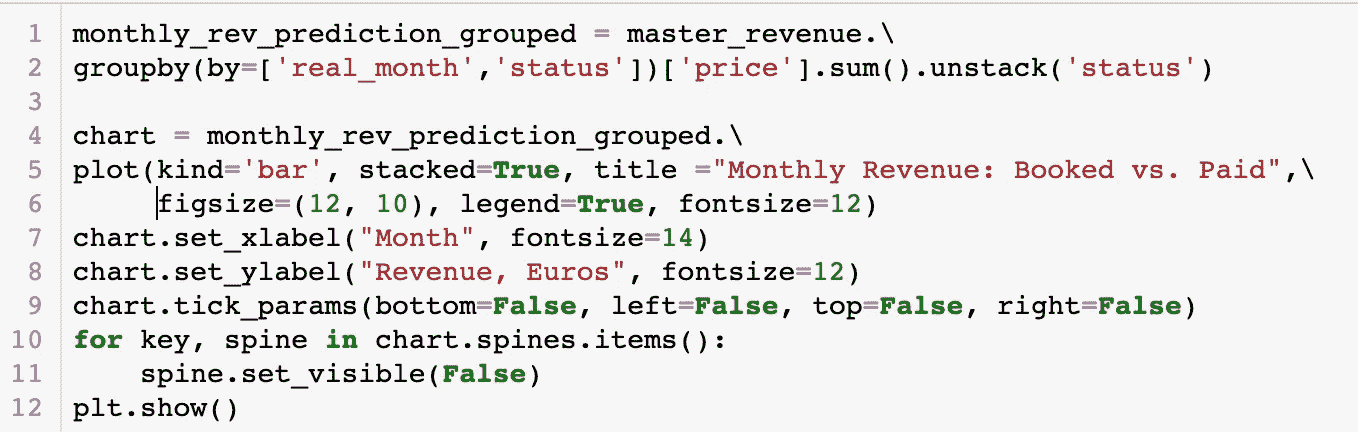 1 monthly_rev_prediction_grouped = master_revenue.\
2 groupby(by=['real_month','status'])['price'].sum().unstack('status')
3
4 chart = monthly_rev_prediction_grouped.\
5 plot(kind='bar', stacked=True, title ="Monthly Revenue: Booked vs. Paid",\
6      figsize=(12, 10), legend=True, fontsize=12)
7 chart.set_xlabel("Month", fontsize=14)
8 chart.set_ylabel("Revenue, Euros", fontsize=12)
9 chart.tick_params(bottom=False, left=False, top=False, right=False)
10 for key, spine in chart.spines.items():
11     spine.set_visible(False)
12 plt.show()